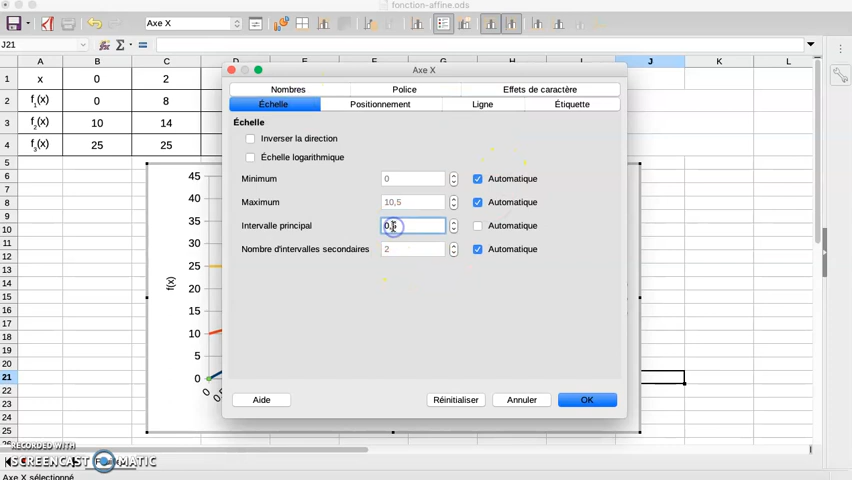 fonction-affine.ods
Axe X
J21
A B C D E F G H I J K L
Axe X
Nombres Police Effets de caractère
Échelle Positionnement Ligne Étiquette
Échelle
Inverser la direction
Échelle logarithmique
Minimum 0 Automatique
Maximum 10,5 Automatique
Intervalle principal Automatique
Nombre d'intervalles secondaires 2 Automatique
Aide Réinitialiser Annuler OK
1 x 0 2
2 f1(x) 0 8
3 f2(x) 10 14
4 f3(x) 25 25
5
6
7
8
9
10
11
12
13
14
15
16
17
18
19
20
21
22
23
24
25
26
45
40
35
30
25
20
15
10
5
0
f(x)
0
RECORDED WITH
SCREENCAST MATIC
Axe X sélectionné